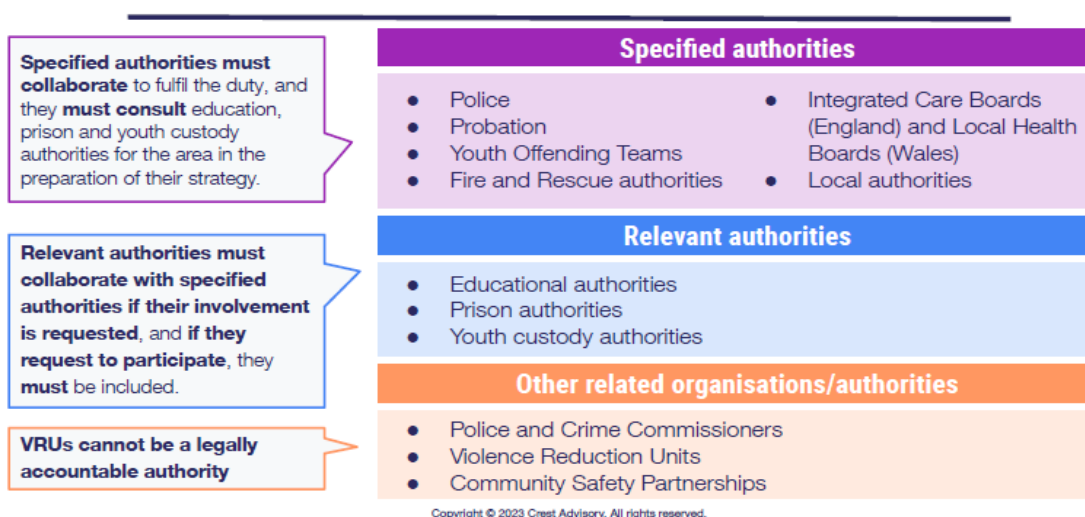 Specified authorities must
collaborate to fulfil the duty, and
they must consult education,
prison and youth custody
authorities for the area in the
preparation of their strategy.
Specified authorities
● Police
● Probation
● Youth Offending Teams
● Fire and Rescue authorities
● Integrated Care Boards
(England) and Local Health
Boards (Wales)
● Local authorities
Relevant authorities must
collaborate with specified
authorities if their involvement
is requested, and if they
request to participate, they
must be included.
Relevant authorities
● Educational authorities
● Prison authorities
● Youth custody authorities
VRUs cannot be a legally
accountable authority
Other related organisations/authorities
● Police and Crime Commissioners
● Violence Reduction Units
● Community Safety Partnerships
Copyright © 2023 Crest Advisory. All rights reserved.